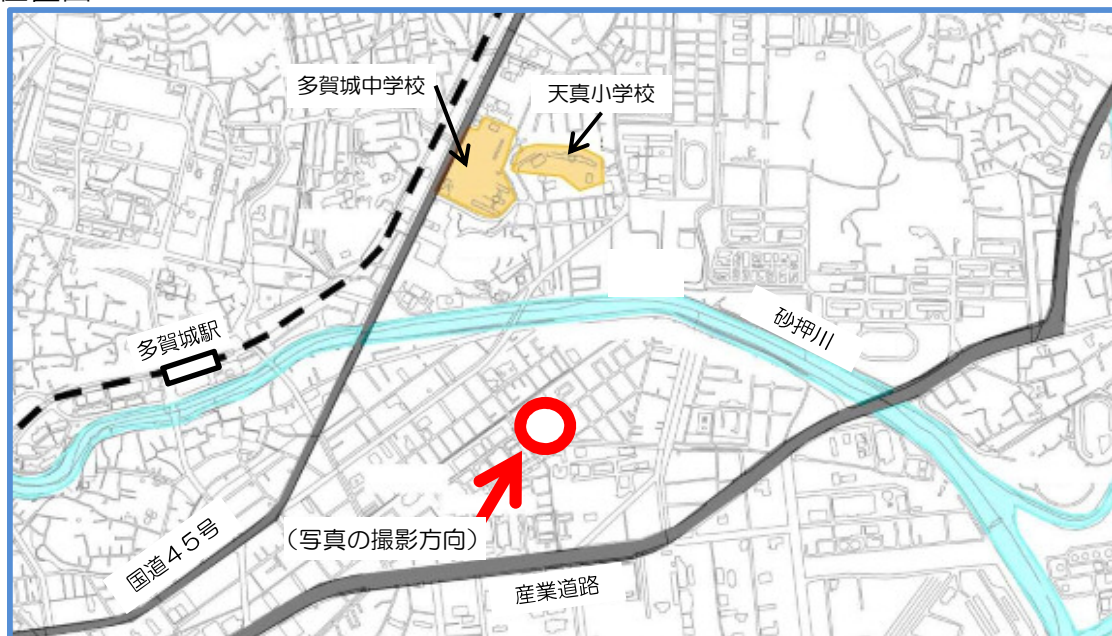 多賀城中学校
天真小学校
多賀城駅
砂押川
国道45号
(写真の撮影方向)
産業道路